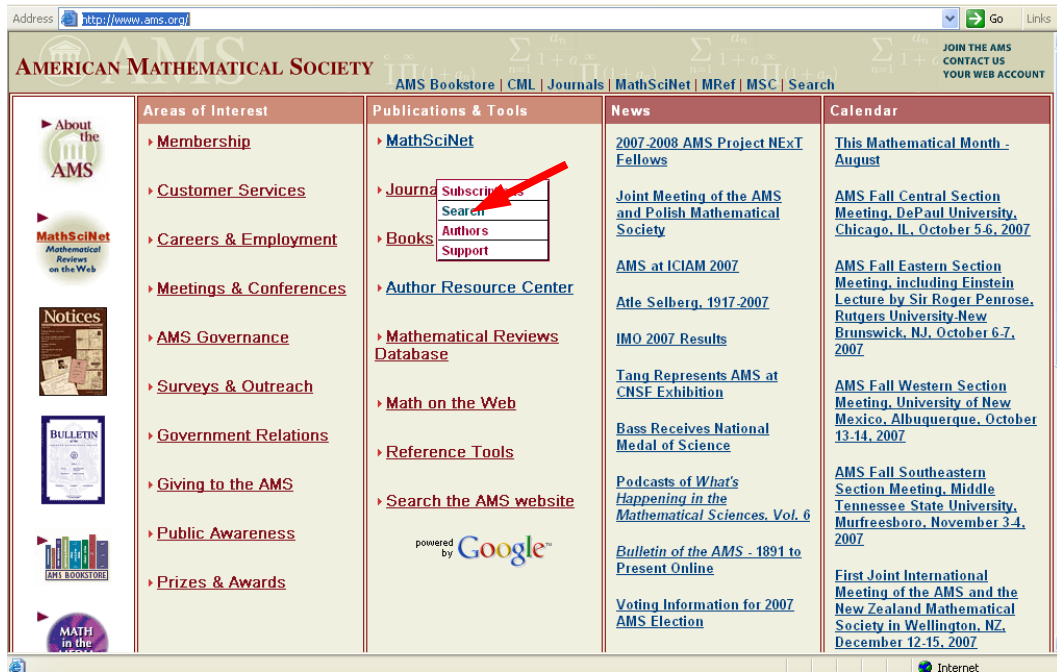 Address http://www.ams.org/ Go Links
AMERICAN MATHEMATICAL SOCIETY
AMS
AMS Bookstore | CML | Journals | MathSciNet | MRef | MSC | Search
JOIN THE AMS
CONTACT US
YOUR WEB ACCOUNT
About
the
AMS
MathSciNet
Mathematical
Reviews
on the Web
Notices
BULLETIN
AMS BOOKSTORE
MATH
in the
Areas of Interest
Membership
Customer Services
Careers & Employment
Meetings & Conferences
AMS Governance
Surveys & Outreach
Government Relations
Giving to the AMS
Public Awareness
Prizes & Awards
Publications & Tools
MathSciNet
Subscriptions
Search
Authors
Support
Books
Author Resource Center
Mathematical Reviews
Database
Math on the Web
Reference Tools
Search the AMS website
powered
by Google™
News
2007-2008 AMS Project NExT
Fellows
Joint Meeting of the AMS
and Polish Mathematical
Society
AMS at ICIAM 2007
Atle Selberg, 1917-2007
IMO 2007 Results
Tang Represents AMS at
CNSF Exhibition
Bass Receives National
Medal of Science
Podcasts of What's
Happening in the
Mathematical Sciences, Vol. 6
Bulletin of the AMS - 1891 to
Present Online
Voting Information for 2007
AMS Election
Calendar
This Mathematical Month -
August
AMS Fall Central Section
Meeting, DePaul University,
Chicago, IL, October 5-6, 2007
AMS Fall Eastern Section
Meeting, including Einstein
Lecture by Sir Roger Penrose,
Rutgers University-New
Brunswick, NJ, October 6-7,
2007
AMS Fall Western Section
Meeting, University of New
Mexico, Albuquerque, October
13-14, 2007
AMS Fall Southeastern
Section Meeting, Middle
Tennessee State University,
Murfreesboro, November 3-4,
2007
First Joint International
Meeting of the AMS and the
New Zealand Mathematical
Society in Wellington, NZ,
December 12-15, 2007
Internet